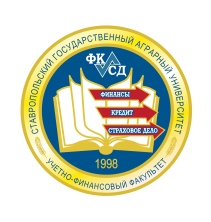 СТАВРОПОЛЬСКИЙ ГОСУДАРСТВЕННЫЙ АГРАРНЫЙ УНИВЕРСИТЕТ
ФК
СД
ФИНАНСЫ
КРЕДИТ
СТРАХОВОЕ ДЕЛО
1998
УЧЕТНО-ФИНАНСОВЫЙ ФАКУЛЬТЕТ